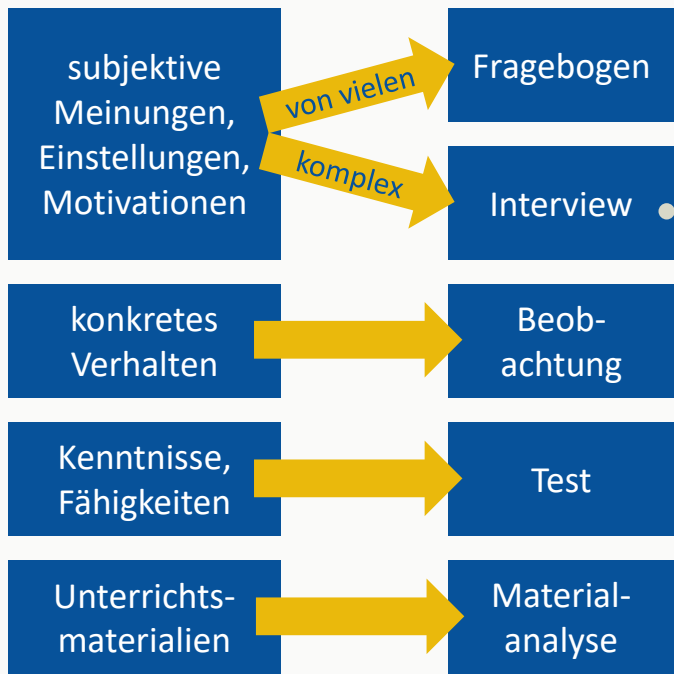 subjektive
Meinungen,
Einstellungen,
Motivationen
von vielen
Fragebogen
komplex
Interview
konkretes
Verhalten
Beob-
achtung
Kenntnisse,
Fähigkeiten
Test
Unterrichts-
materialien
Material-
analyse